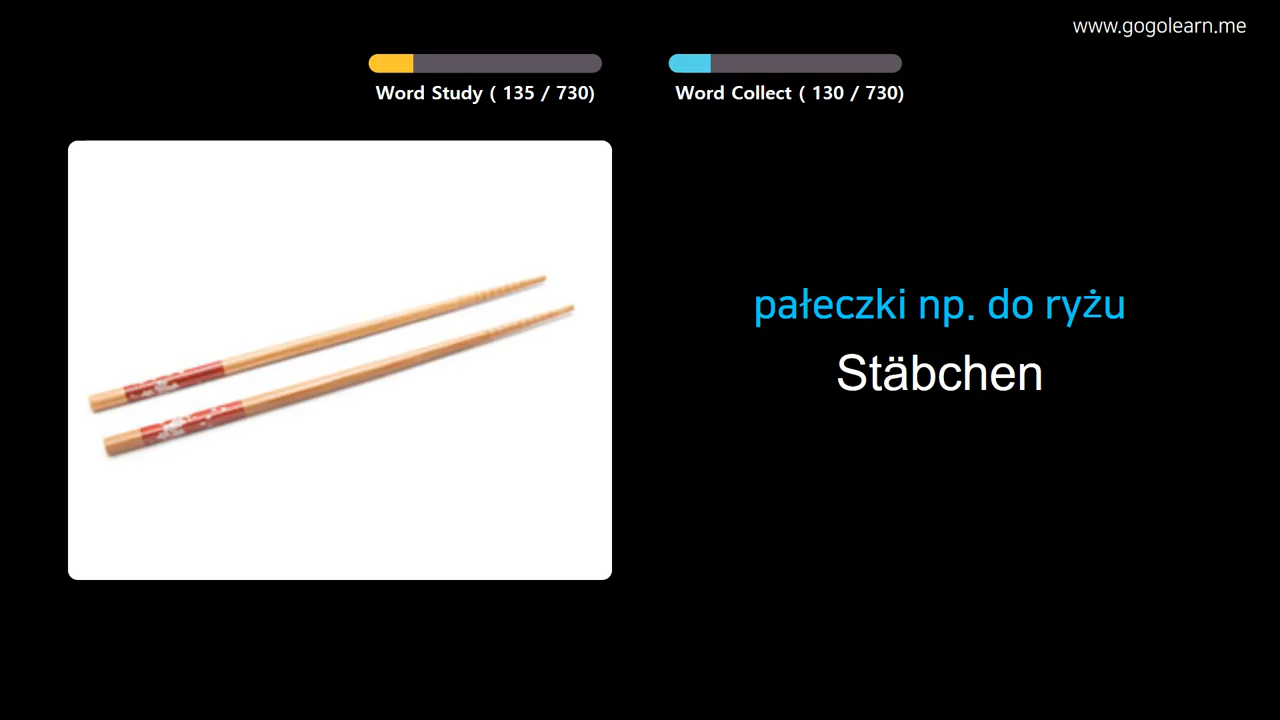 www.gogolearn.me
Word Study ( 135 / 730)
Word Collect ( 130 / 730)
pałeczki np. do ryżu
Stäbchen